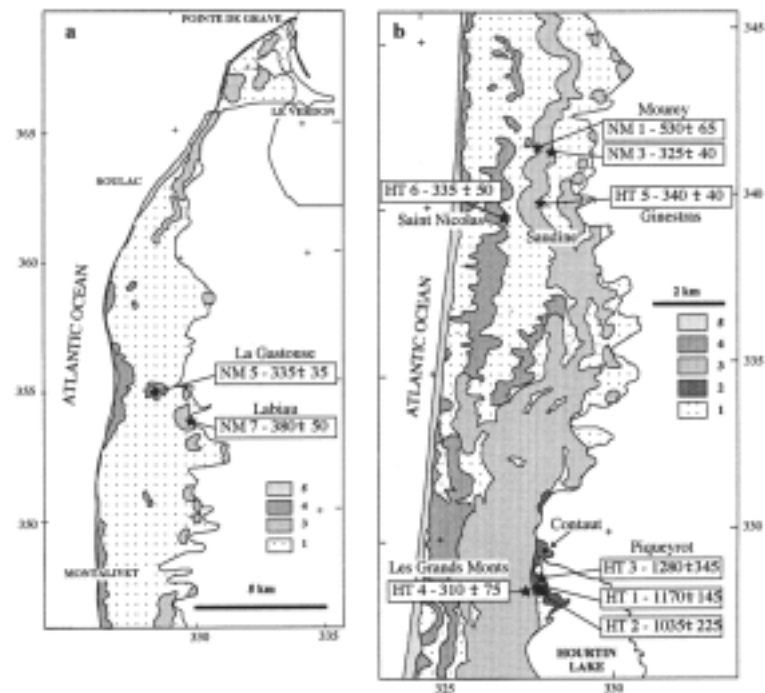 a
POINTE DE GRAVE
LE VERDON
SOULAC
365
360
355
350
ATLANTIC OCEAN
La Gastouse
NM 5 - 335± 35
Labiau
NM 7 - 380± 50
5
4
3
1
MONTALIVET
5 km
330
335
b
345
340
335
330
Mourey
NM 1 - 530± 65
NM 3 - 325± 40
HT 6 - 335 ± 50
HT 5 - 340 ± 40
Saint Nicolas
Ginestras
2 km
ATLANTIC OCEAN
5
4
3
2
1
Contaut
Les Grands Monts
Piqueyrot
HT 3 - 1280±345
HT 4 - 310 ± 75
HT 1 - 1170±145
HT 2 - 1035±225
HOURTIN
LAKE
325
330